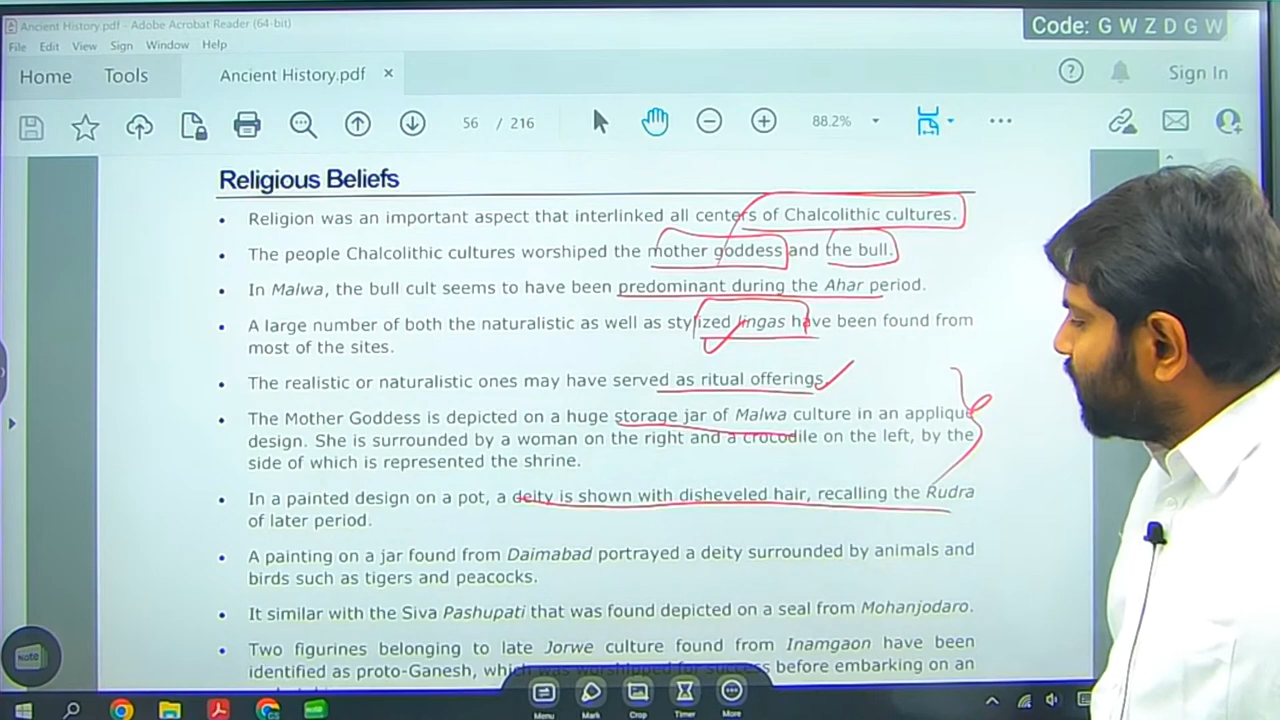 Ancient History.pdf - Adobe Acrobat Reader (64-bit)
Code: G W Z D G W
File Edit View Sign Window Help
Home Tools Ancient History.pdf × Sign In
56 / 216 88.2%
Religious Beliefs
• Religion was an important aspect that interlinked all centers of Chalcolithic cultures.
• The people Chalcolithic cultures worshiped the mother goddess and the bull.
• In Malwa, the bull cult seems to have been predominant during the Ahar period.
• A large number of both the naturalistic as well as stylized lingas have been found from
most of the sites.
• The realistic or naturalistic ones may have served as ritual offerings
• The Mother Goddess is depicted on a huge storage jar of Malwa culture in an applique
design. She is surrounded by a woman on the right and a crocodile on the left, by the
side of which is represented the shrine.
• In a painted design on a pot, a deity is shown with disheveled hair, recalling the Rudra
of later period.
• A painting on a jar found from Daimabad portrayed a deity surrounded by animals and
birds such as tigers and peacocks.
• It similar with the Siva Pashupati that was found depicted on a seal from Mohanjodaro.
• Two figurines belonging to late Jorwe culture found from Inamgaon have been
identified as proto-Ganesh, which was worshipped for success before embarking on an
Note
Menu Mark Crop Timer More